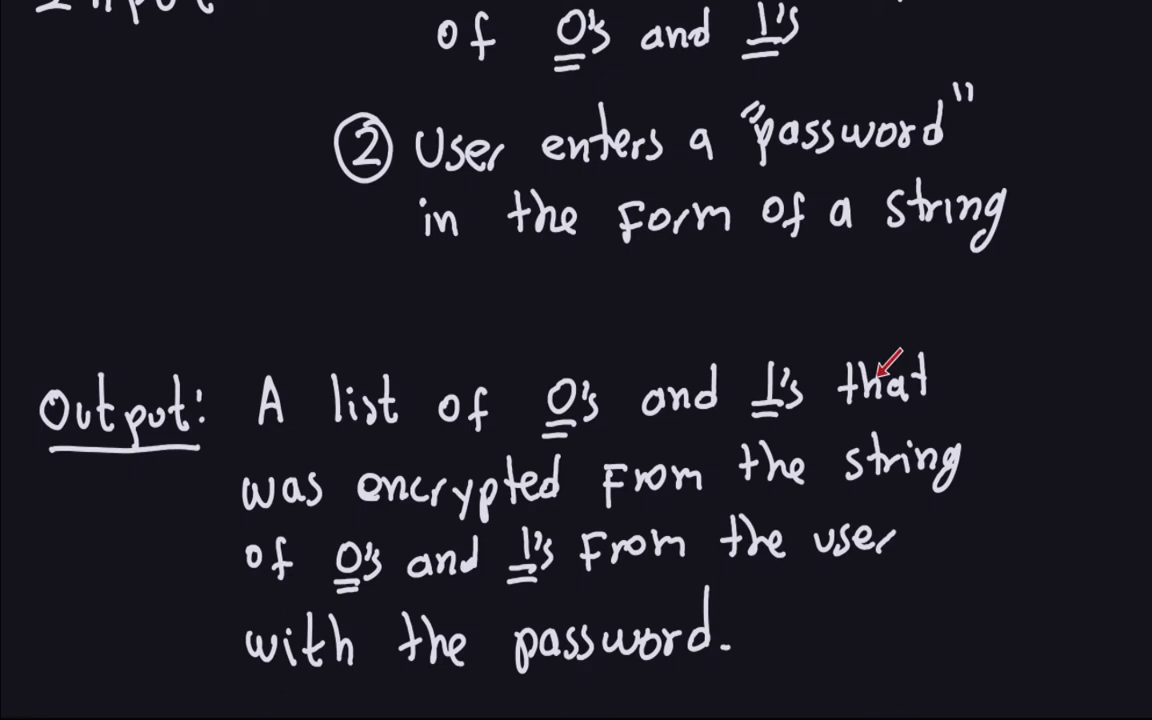 Input
of 0's and 1's
② User enters a "password"
in the form of a string
Output: A list of 0's and 1's that
was encrypted from the string
of 0's and 1's from the user
with the password.